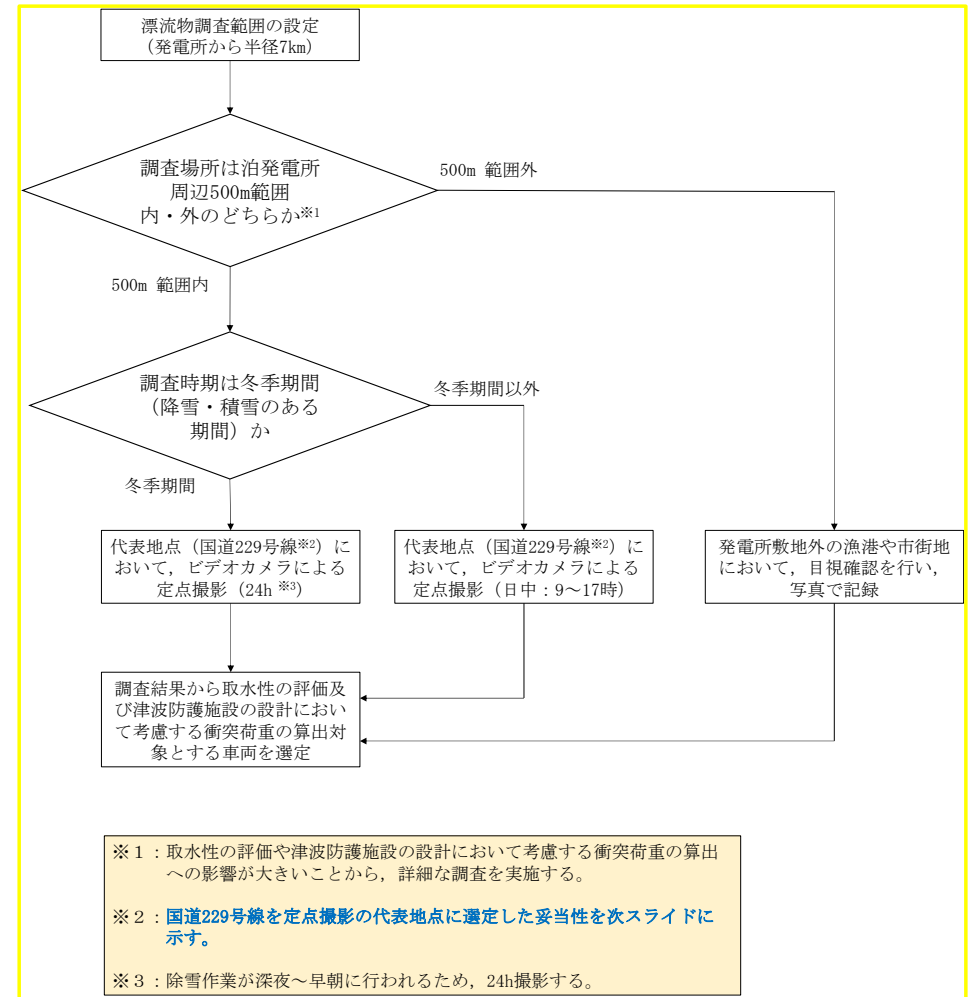 漂流物調査範囲の設定
(発電所から半径7km)
調査場所は泊発電所
周辺500m範囲
内・外のどちらか※1
500m 範囲外
500m 範囲内
調査時期は冬季期間
(降雪・積雪のある
期間)か
冬季期間以外
冬季期間
代表地点(国道229号線※2)に
おいて,ビデオカメラによる
定点撮影(24h ※3)
代表地点(国道229号線※2)に
おいて,ビデオカメラによる
定点撮影(日中:9～17時)
発電所敷地外の漁港や市街地
において,目視確認を行い,
写真で記録
調査結果から取水性の評価及
び津波防護施設の設計におい
て考慮する衝突荷重の算出対
象とする車両を選定
※1:取水性の評価や津波防護施設の設計において考慮する衝突荷重の算出
への影響が大きいことから,詳細な調査を実施する。
※2:国道229号線を定点撮影の代表地点に選定した妥当性を次スライドに
示す。
※3:除雪作業が深夜～早朝に行われるため,24h撮影する。